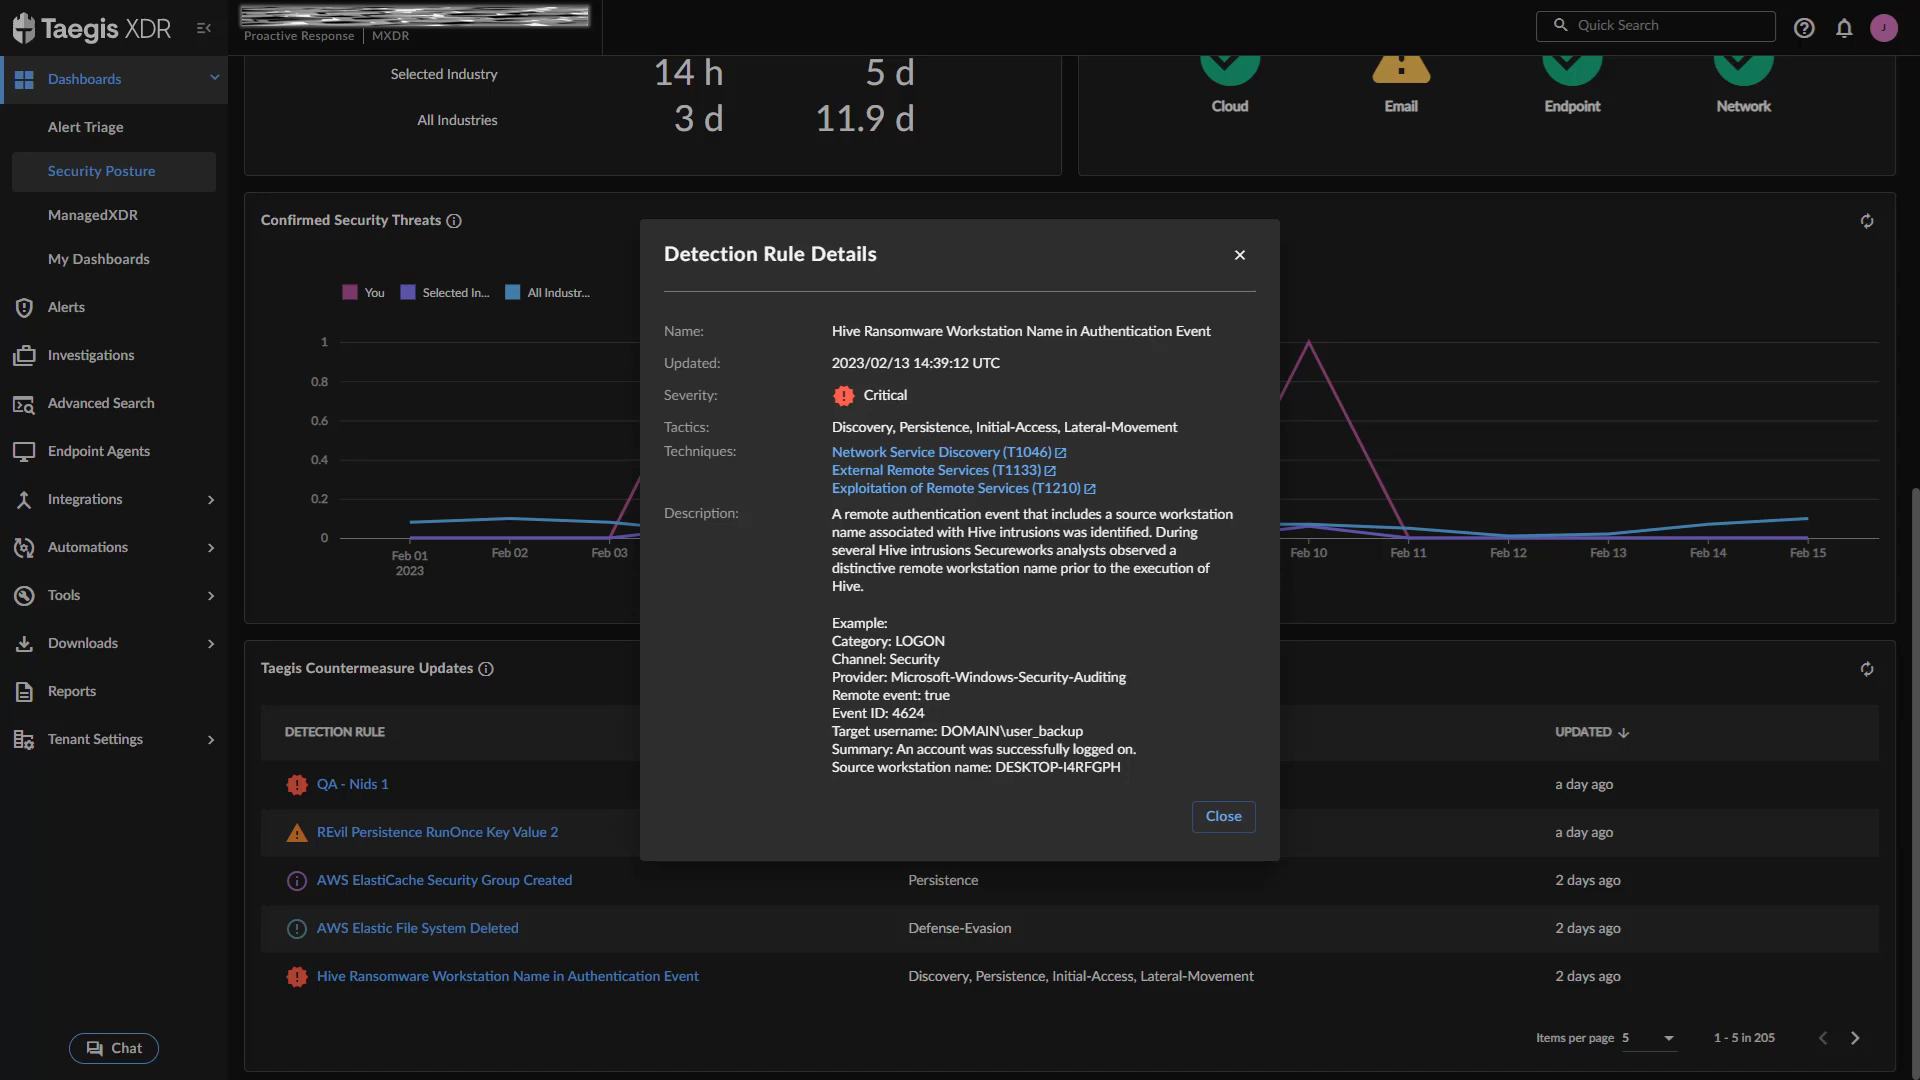 Taegis XDR
Proactive Response | MXDR
Quick Search
J
Dashboards
Alert Triage
Security Posture
ManagedXDR
My Dashboards
Alerts
Investigations
Advanced Search
Endpoint Agents
Integrations
Automations
Tools
Downloads
Reports
Tenant Settings
Chat
Selected Industry 14 h 5 d
All Industries 3 d 11.9 d
Cloud Email Endpoint Network
Confirmed Security Threats
You Selected In... All Industr...
1
0.8
0.6
0.4
0.2
0
Feb 01 Feb 02 Feb 03 Feb 10 Feb 11 Feb 12 Feb 13 Feb 14 Feb 15
2023
Detection Rule Details
Name: Hive Ransomware Workstation Name in Authentication Event
Updated: 2023/02/13 14:39:12 UTC
Severity: Critical
Tactics: Discovery, Persistence, Initial-Access, Lateral-Movement
Techniques: Network Service Discovery (T1046)
External Remote Services (T1133)
Exploitation of Remote Services (T1210)
Description: A remote authentication event that includes a source workstation
name associated with Hive intrusions was identified. During
several Hive intrusions Secureworks analysts observed a
distinctive remote workstation name prior to the execution of
Hive.
Example:
Category: LOGON
Channel: Security
Provider: Microsoft-Windows-Security-Auditing
Remote event: true
Event ID: 4624
Target username: DOMAIN\user_backup
Summary: An account was successfully logged on.
Source workstation name: DESKTOP-I4RFGPH
Close
Taegis Countermeasure Updates
DETECTION RULE UPDATED
QA - Nids 1 a day ago
REvil Persistence RunOnce Key Value 2 a day ago
AWS ElastiCache Security Group Created Persistence 2 days ago
AWS Elastic File System Deleted Defense-Evasion 2 days ago
Hive Ransomware Workstation Name in Authentication Event Discovery, Persistence, Initial-Access, Lateral-Movement 2 days ago
Items per page 5 1 - 5 in 205